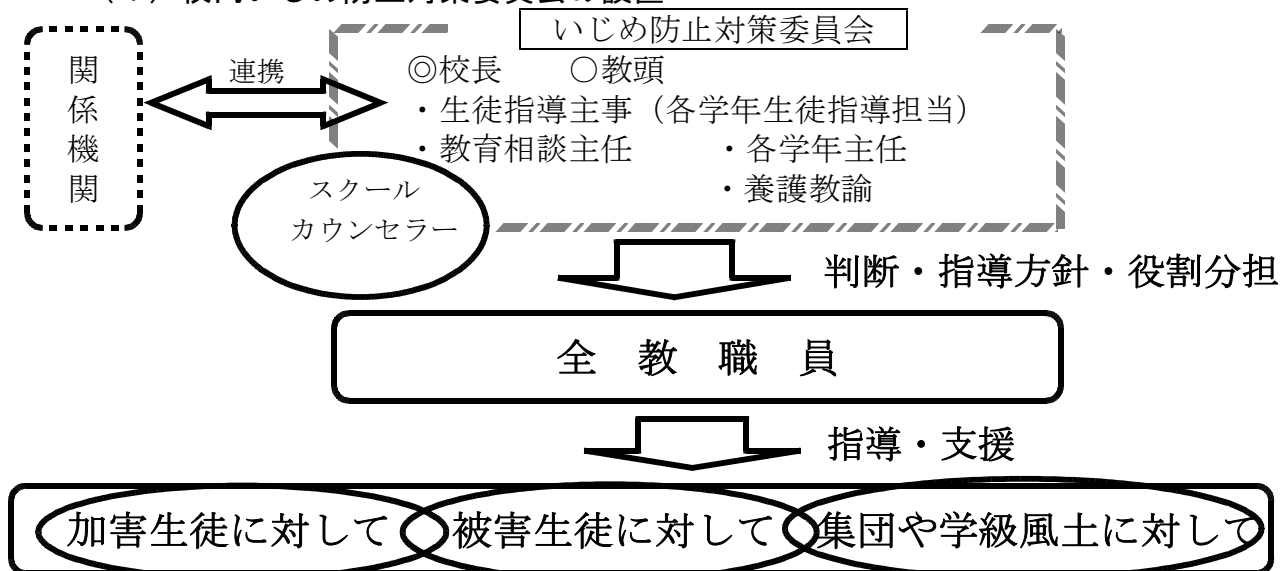 いじめ防止対策委員会
関係機関
連携
◎校長　　○教頭
・生徒指導主事（各学年生徒指導担当）
・教育相談主任　　・各学年主任
・養護教諭
スクール
カウンセラー
判断・指導方針・役割分担
全　教　職　員
指導・支援
加害生徒に対して
被害生徒に対して
集団や学級風土に対して